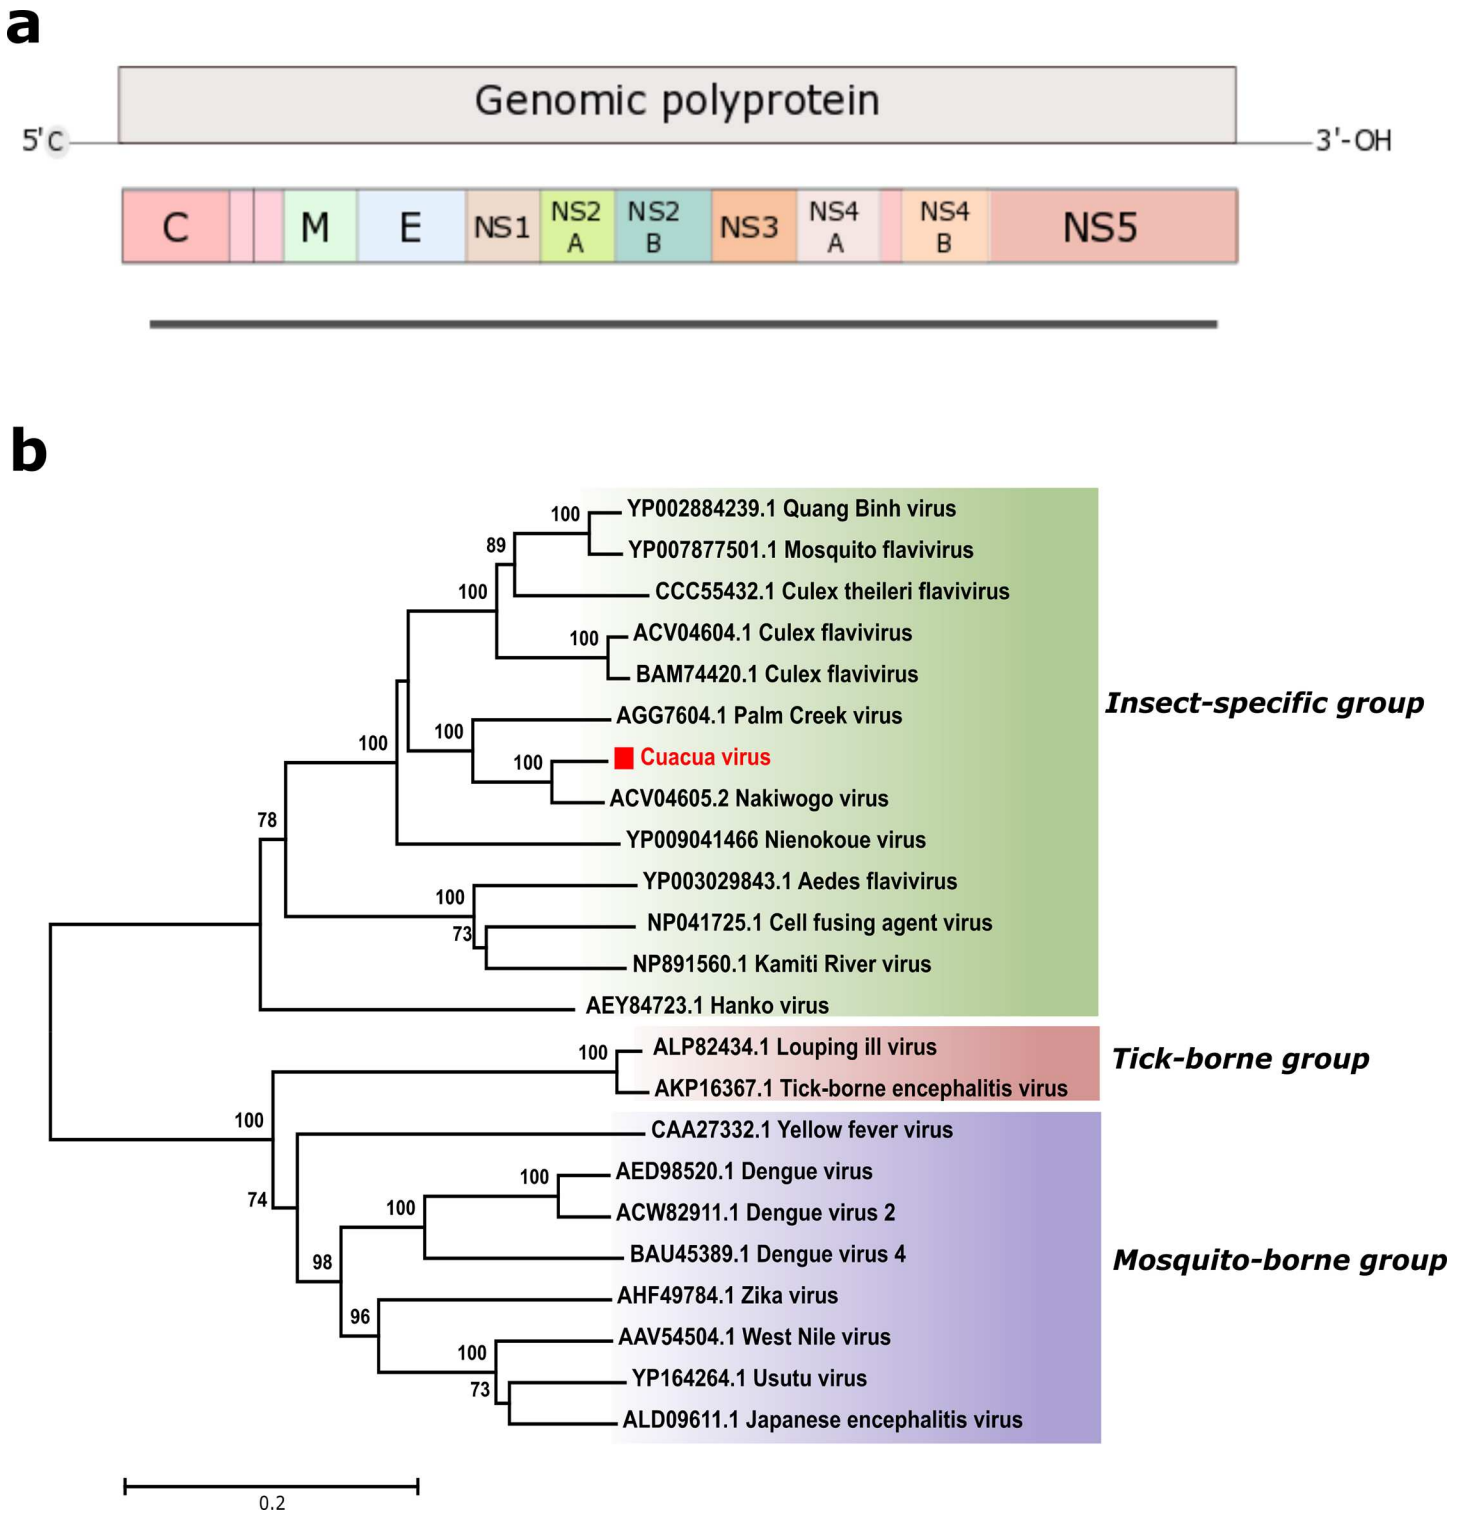 a
Genomic polyprotein
5'C
3'-OH
C
M
E
NS1
NS2
A
NS2
B
NS3
NS4
A
NS4
B
NS5
b
100
YP002884239.1 Quang Binh virus
89
YP007877501.1 Mosquito flavivirus
100
CCC55432.1 Culex theileri flavivirus
100
ACV04604.1 Culex flavivirus
BAM74420.1 Culex flavivirus
Insect-specific group
100
AGG7604.1 Palm Creek virus
100
100
Cuacua virus
ACV04605.2 Nakiwogo virus
78
YP009041466 Nienokoue virus
100
YP003029843.1 Aedes flavivirus
73
NP041725.1 Cell fusing agent virus
NP891560.1 Kamiti River virus
AEY84723.1 Hanko virus
100
ALP82434.1 Louping ill virus
Tick-borne group
AKP16367.1 Tick-borne encephalitis virus
100
CAA27332.1 Yellow fever virus
100
AED98520.1 Dengue virus
74
100
ACW82911.1 Dengue virus 2
98
BAU45389.1 Dengue virus 4
Mosquito-borne group
96
AHF49784.1 Zika virus
100
AAV54504.1 West Nile virus
73
YP164264.1 Usutu virus
ALD09611.1 Japanese encephalitis virus
0.2